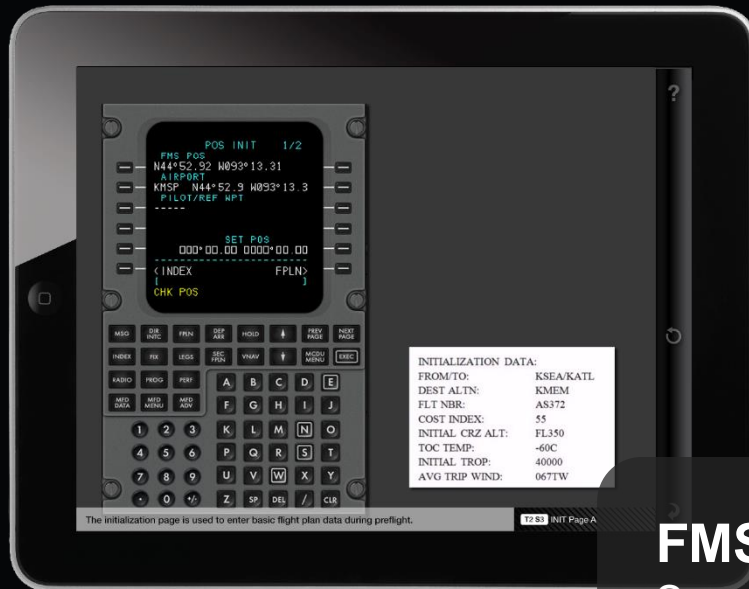 POS INIT 1/2
FMS POS
N44°52.92 W093°13.31
AIRPORT
KMSP N44°52.9 W093°13.3
PILOT/REF WPT
-----
SET POS
□□□°□□.□□ □□□□°□□.□□
<INDEX FPLN>
[ ]
CHK POS
MSG DIR INTC FPLN DEP ARR HOLD PREV PAGE NEXT PAGE
INDEX FIX LEGS SEC FPLN VNAV MCDU MENU EXEC
RADIO PROG PERF A B C D E
MFD DATA MFD MENU MFD ADV F G H I J
1 2 3 K L M N O
4 5 6 P Q R S T
7 8 9 U V W X Y
. 0 +/- Z SP DEL / CLR
The initialization page is used to enter basic flight plan data during preflight.
T2 S3 INIT Page A
INITIALIZATION DATA:
FROM/TO: KSEA/KATL
DEST ALTN: KMEM
FLT NBR: AS372
COST INDEX: 55
INITIAL CRZ ALT: FL350
TOC TEMP: -60C
INITIAL TROP: 40000
AVG TRIP WIND: 067TW
?
FMS